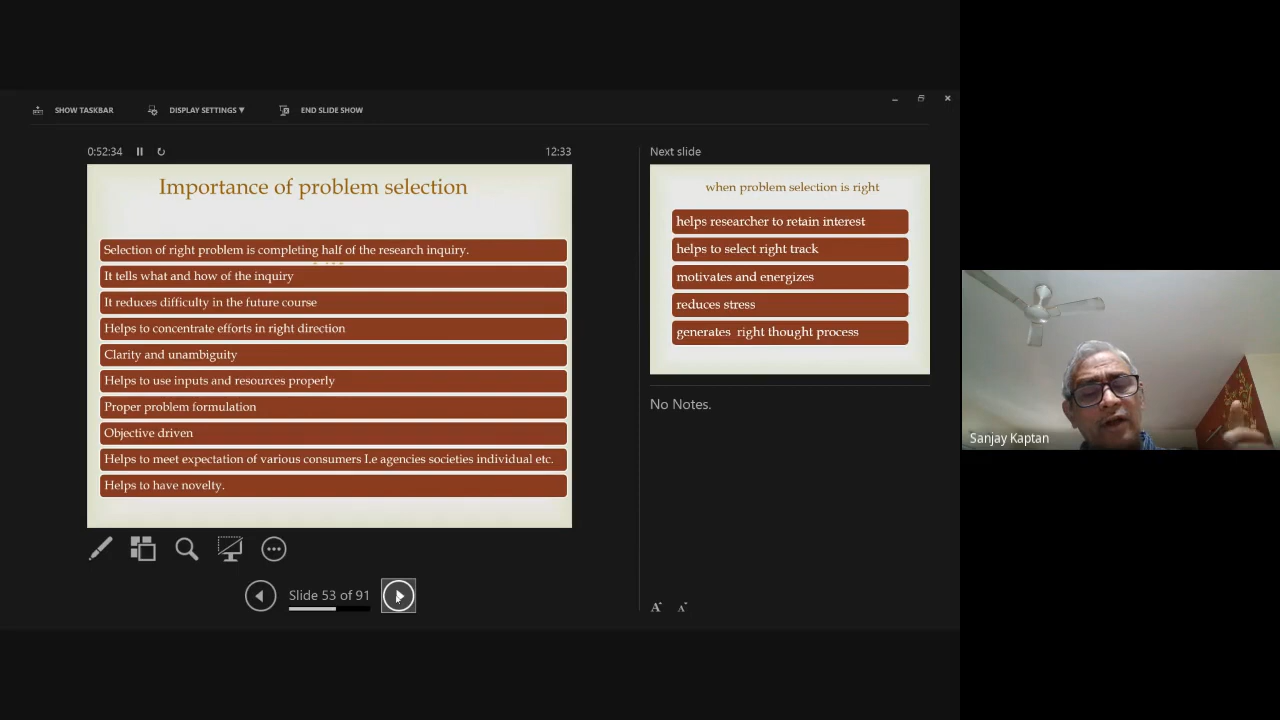 SHOW TASKBAR
DISPLAY SETTINGS ▼
END SLIDE SHOW
0:52:34
12:33
Importance of problem selection
Selection of right problem is completing half of the research inquiry.
It tells what and how of the inquiry
It reduces difficulty in the future course
Helps to concentrate efforts in right direction
Clarity and unambiguity
Helps to use inputs and resources properly
Proper problem formulation
Objective driven
Helps to meet expectation of various consumers I.e agencies societies individual etc.
Helps to have novelty.
Slide 53 of 91
Next slide
when problem selection is right
helps researcher to retain interest
helps to select right track
motivates and energizes
reduces stress
generates  right thought process
No Notes.
A A
Sanjay Kaptan